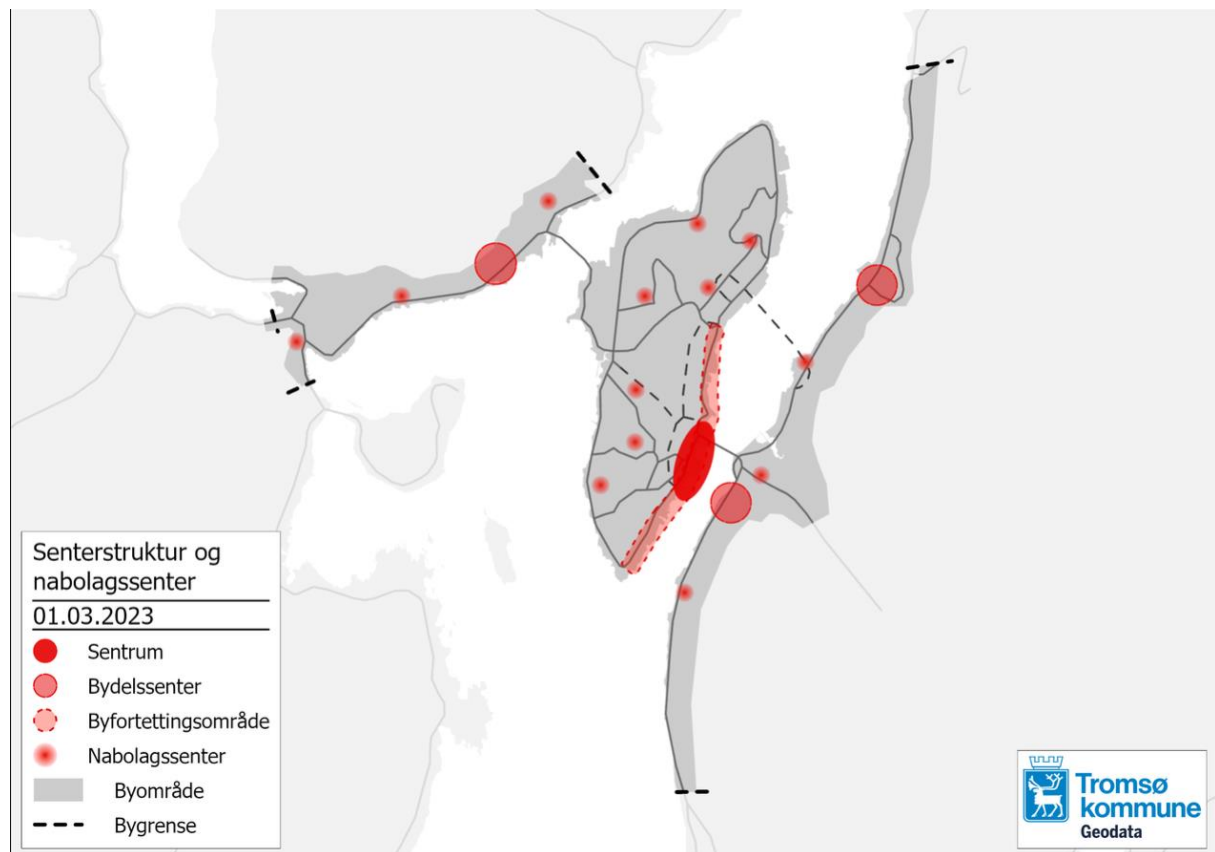 Senterstruktur og
nabolagssenter
01.03.2023
Sentrum
Bydelssenter
Byfortettingsområde
Nabolagssenter
Byområde
Bygrense
Tromsø
kommune
Geodata